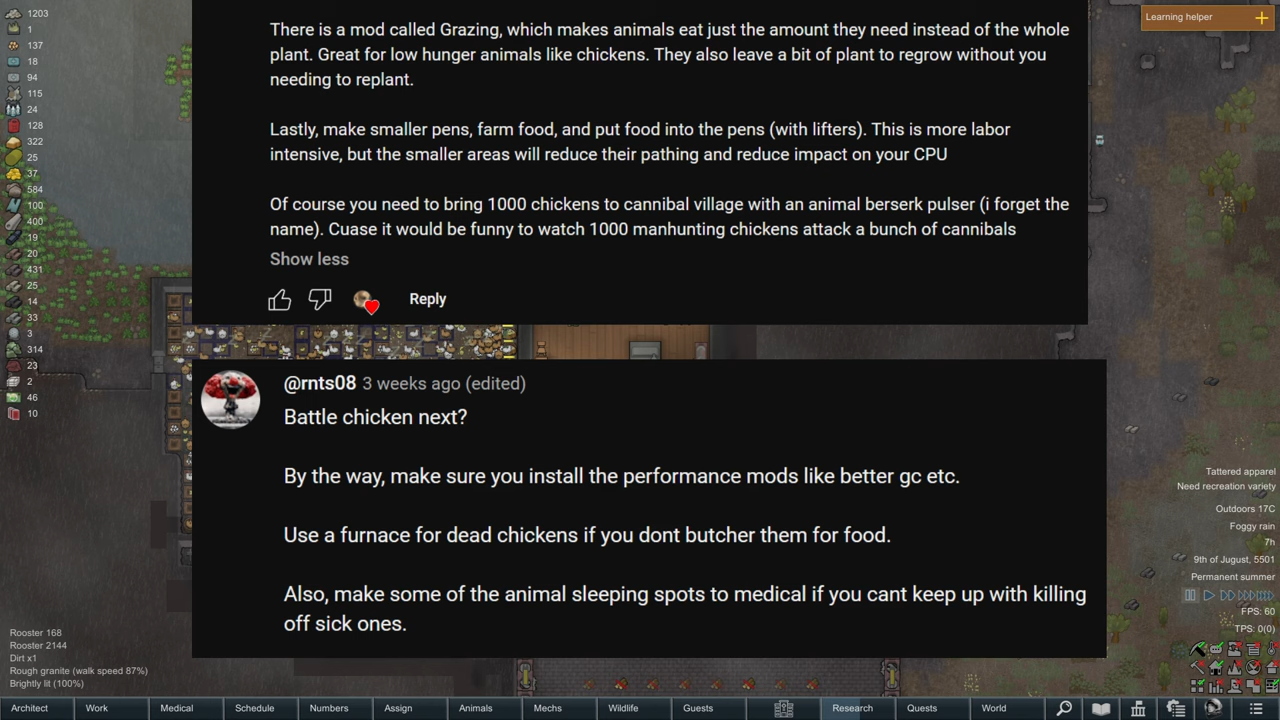 1203
1
137
18
94
115
24
128
322
25
37
584
100
400
19
20
431
25
14
33
3
314
23
2
46
10
There is a mod called Grazing, which makes animals eat just the amount they need instead of the whole
plant. Great for low hunger animals like chickens. They also leave a bit of plant to regrow without you
needing to replant.
Lastly, make smaller pens, farm food, and put food into the pens (with lifters). This is more labor
intensive, but the smaller areas will reduce their pathing and reduce impact on your CPU
Of course you need to bring 1000 chickens to cannibal village with an animal berserk pulser (i forget the
name). Cuase it would be funny to watch 1000 manhunting chickens attack a bunch of cannibals
Show less
Reply
@rnts08 3 weeks ago (edited)
Battle chicken next?
By the way, make sure you install the performance mods like better gc etc.
Use a furnace for dead chickens if you dont butcher them for food.
Also, make some of the animal sleeping spots to medical if you cant keep up with killing
off sick ones.
Learning helper
Tattered apparel
Need recreation variety
Outdoors 17C
Foggy rain
7h
9th of Jugust, 5501
Permanent summer
FPS: 60
TPS: 0(0)
Rooster 168
Rooster 2144
Dirt x1
Rough granite (walk speed 87%)
Brightly lit (100%)
Architect Work Medical Schedule Numbers Assign Animals Mechs Wildlife Guests Research Quests World